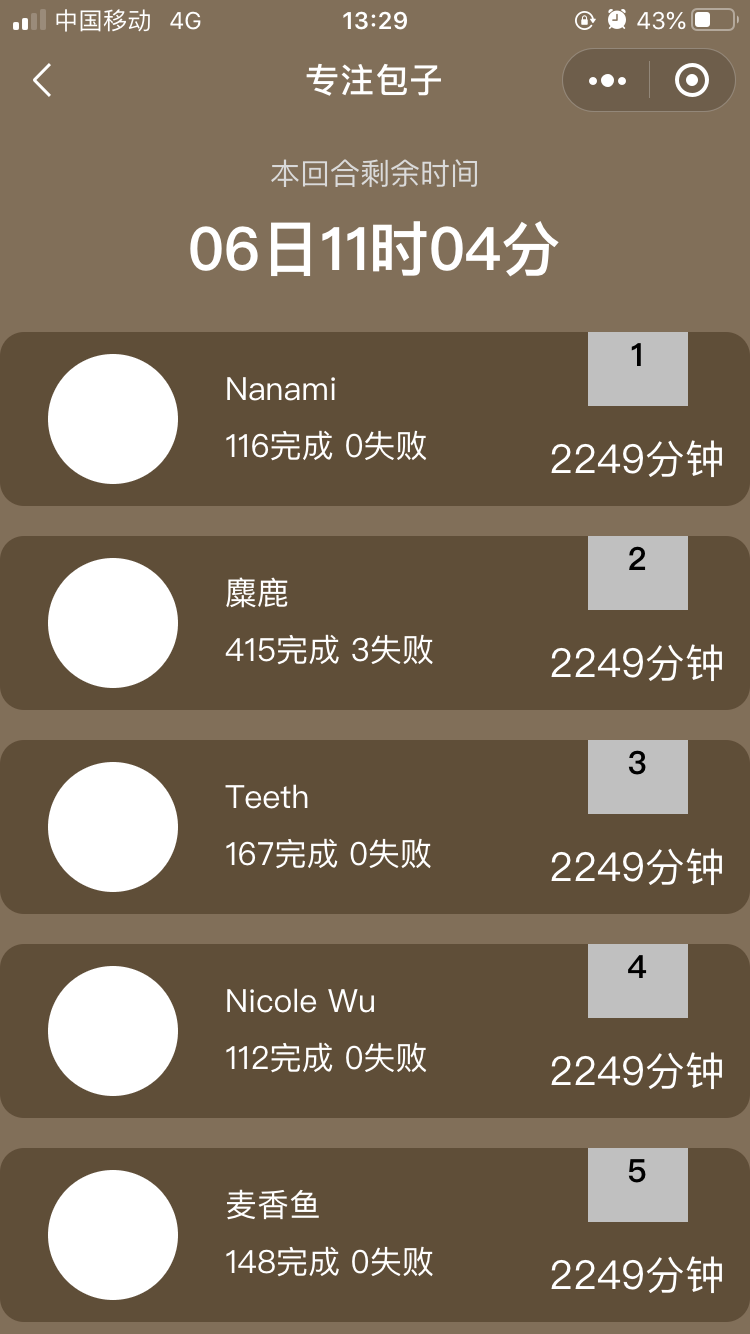 中国移动 4G 13:29 43%
专注包子
本回合剩余时间
06日11时04分
1
Nanami
116完成 0失败
2249分钟
2
麋鹿
415完成 3失败
2249分钟
3
Teeth
167完成 0失败
2249分钟
4
Nicole Wu
112完成 0失败
2249分钟
5
麦香鱼
148完成 0失败
2249分钟